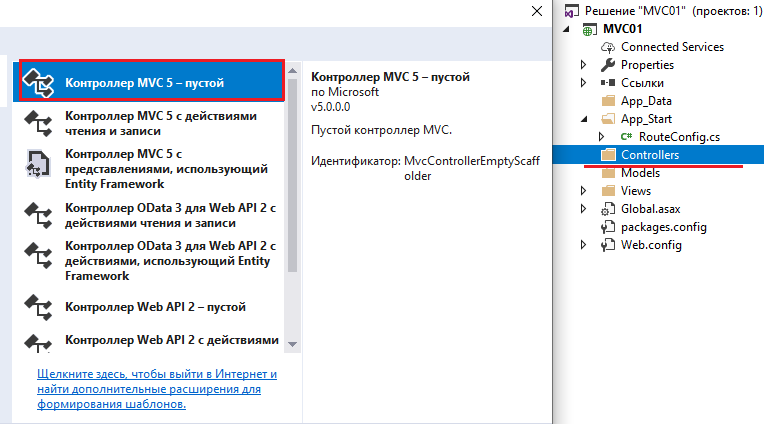 Контроллер MVC 5 – пустой
Контроллер MVC 5 с действиями
чтения и записи
Контроллер MVC 5 с
представлениями, использующий
Entity Framework
Контроллер OData 3 для Web API 2 с
действиями чтения и записи
Контроллер OData 3 для Web API 2 с
действиями, использующий Entity
Framework
Контроллер Web API 2 – пустой
Контроллер Web API 2 с действиями
Щелкните здесь, чтобы выйти в Интернет и
найти дополнительные расширения для
формирования шаблонов.
Контроллер MVC 5 – пустой
по Microsoft
v5.0.0.0
Пустой контроллер MVC.
Идентификатор: MvcControllerEmptyScaff
older
Решение "MVC01" (проектов: 1)
MVC01
Connected Services
Properties
Ссылки
App_Data
App_Start
C# RouteConfig.cs
Controllers
Models
Views
Global.asax
packages.config
Web.config